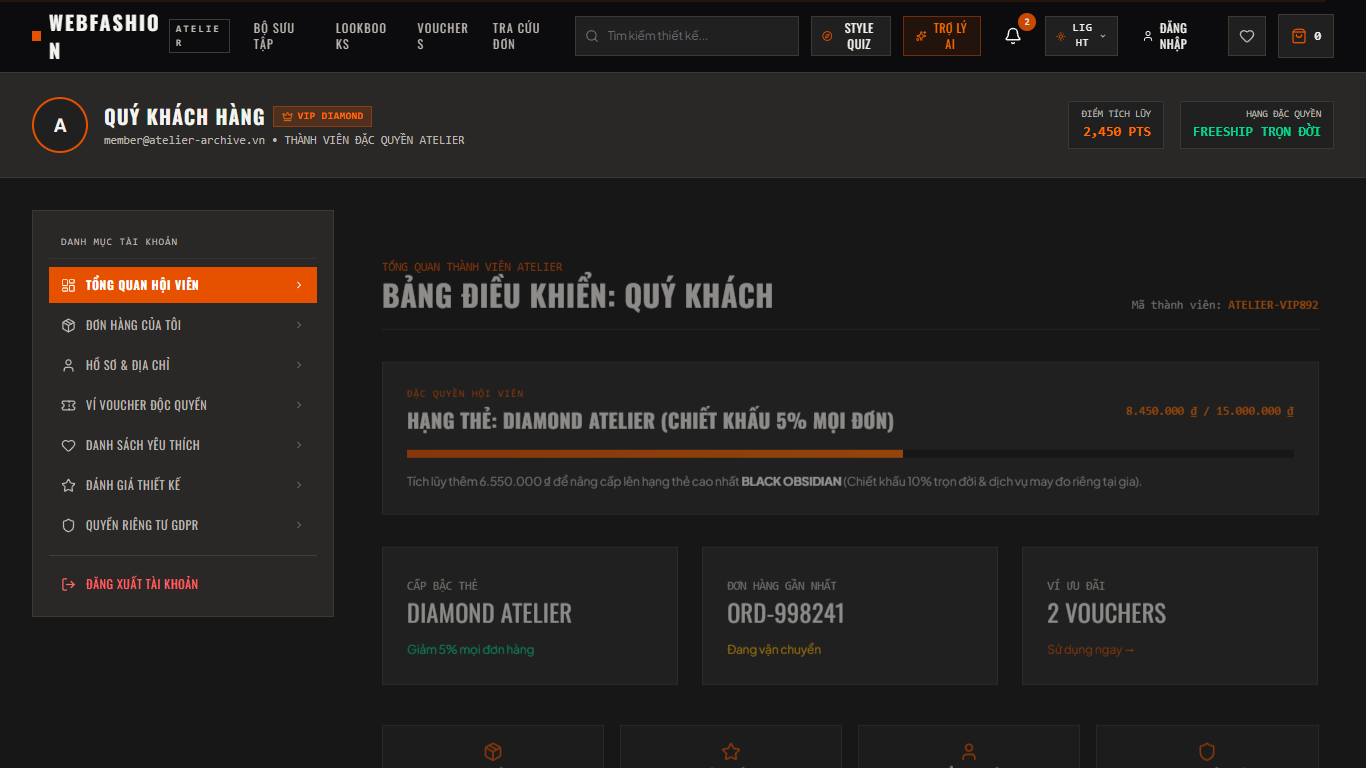 WEBFASHIO
N
ATELIE
R
BỘ SƯU
TẬP
LOOKBOO
KS
VOUCHER
S
TRA CỨU
ĐƠN
Tìm kiếm thiết kế...
STYLE
QUIZ
TRỢ LÝ
AI
2
LIG
HT
ĐĂNG
NHẬP
0
A
QUÝ KHÁCH HÀNG
VIP DIAMOND
member@atelier-archive.vn • THÀNH VIÊN ĐẶC QUYỀN ATELIER
ĐIỂM TÍCH LŨY
2,450 PTS
HẠNG ĐẶC QUYỀN
FREESHIP TRỌN ĐỜI
DANH MỤC TÀI KHOẢN
TỔNG QUAN HỘI VIÊN
ĐƠN HÀNG CỦA TÔI
HỒ SƠ & ĐỊA CHỈ
VÍ VOUCHER ĐỘC QUYỀN
DANH SÁCH YÊU THÍCH
ĐÁNH GIÁ THIẾT KẾ
QUYỀN RIÊNG TƯ GDPR
ĐĂNG XUẤT TÀI KHOẢN
TỔNG QUAN THÀNH VIÊN ATELIER
BẢNG ĐIỀU KHIỂN: QUÝ KHÁCH
Mã thành viên: ATELIER-VIP892
ĐẶC QUYỀN HỘI VIÊN
HẠNG THẺ: DIAMOND ATELIER (CHIẾT KHẤU 5% MỌI ĐƠN)
8.450.000 ₫ / 15.000.000 ₫
Tích lũy thêm 6.550.000 ₫ để nâng cấp lên hạng thẻ cao nhất BLACK OBSIDIAN (Chiết khấu 10% trọn đời & dịch vụ may đo riêng tại gia).
CẤP BẬC THẺ
DIAMOND ATELIER
Giảm 5% mọi đơn hàng
ĐƠN HÀNG GẦN NHẤT
ORD-998241
Đang vận chuyển
VÍ ƯU ĐÃI
2 VOUCHERS
Sử dụng ngay →